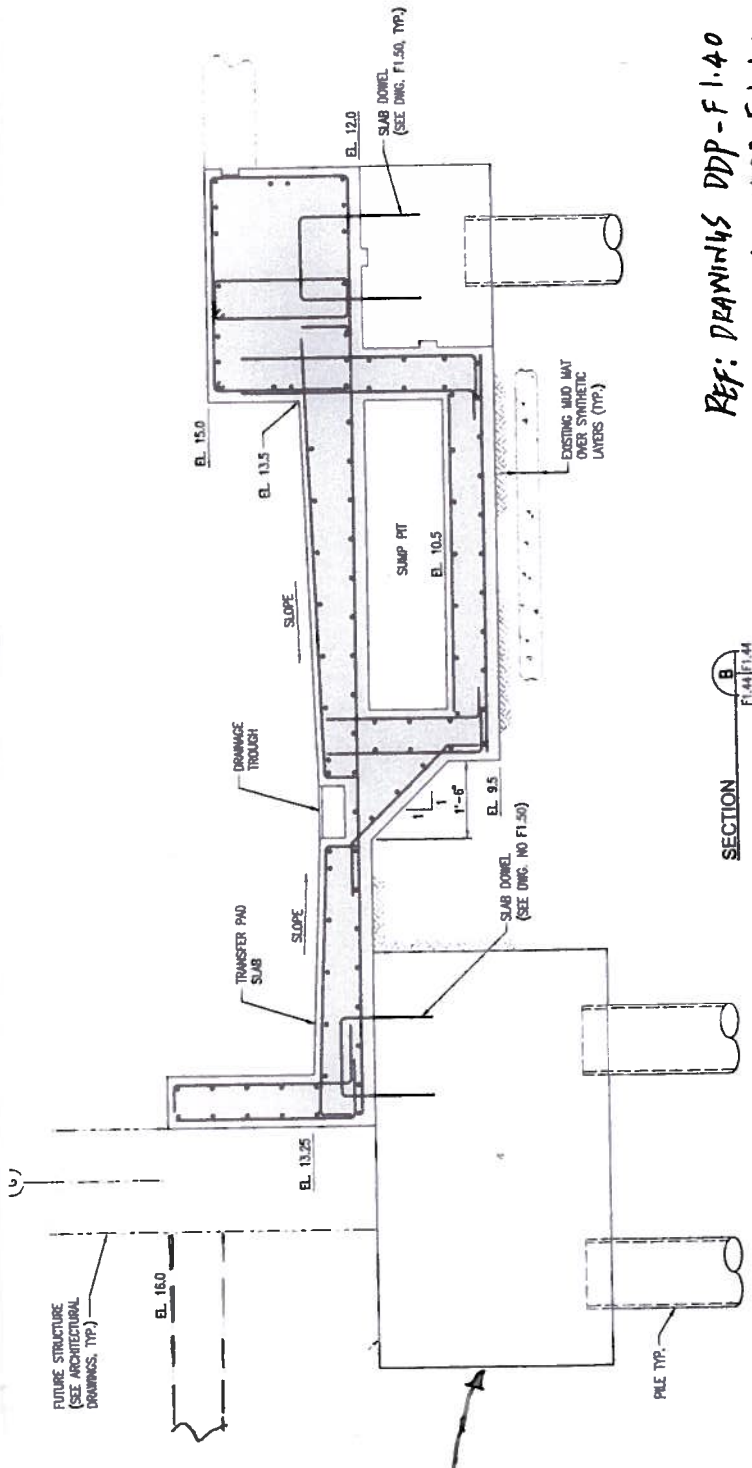 FUTURE STRUCTURE
(SEE ARCHITECTURAL
DRAWINGS, TYP.)
EL 16.0
EL 13.25
TRANSFER PAD
SLAB
SLOPE
DRAINAGE
TROUGH
SLOPE
EL 13.5
EL 15.0
EL 12.0
SLAB DOWEL
(SEE DWG. F1.50, TYP.)
SUMP PIT
EL 10.5
1
1
1'-6"
EL 9.5
SLAB DOWEL
(SEE DWG. NO F1.50)
EXISTING MUD MAT
OVER SYNTHETIC
LAYERS (TYP.)
PILE TYP.
SECTION
B
F1.44 F1.44
REF: DRAWINGS DDP-F1.40